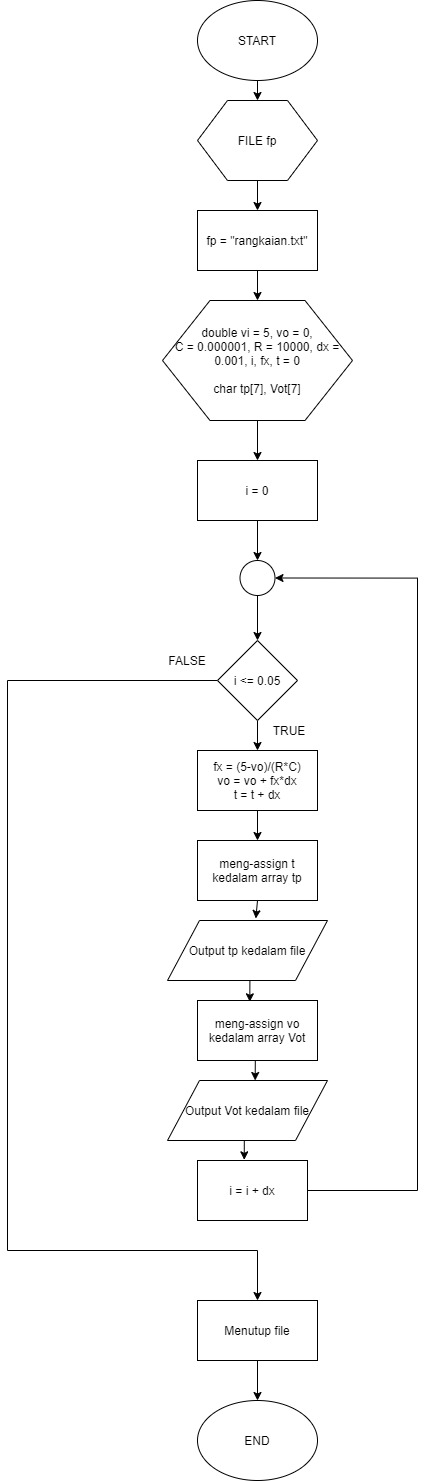 START
FILE fp
fp = "rangkaian.txt"
double vi = 5, vo = 0,
C = 0.000001, R = 10000, dx =
0.001, i, fx, t = 0
char tp[7], Vot[7]
i = 0
i <= 0.05
FALSE
TRUE
fx = (5-vo)/(R*C)
vo = vo + fx*dx
t = t + dx
meng-assign t
kedalam array tp
Output tp kedalam file
meng-assign vo
kedalam array Vot
Output Vot kedalam file
i = i + dx
Menutup file
END